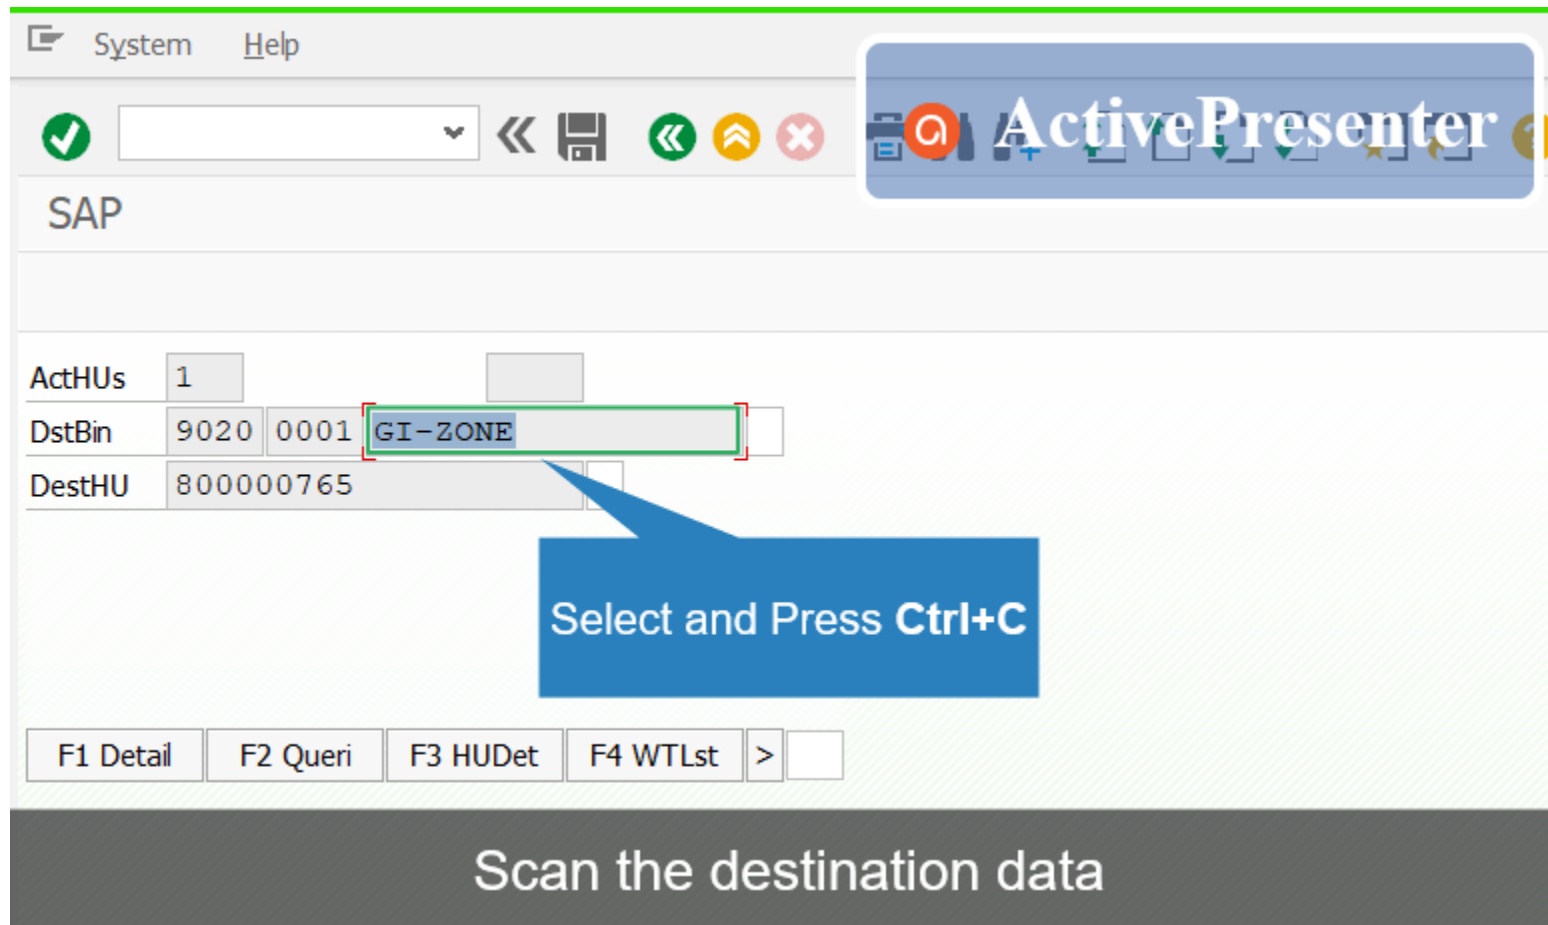 System Help
ActivePresenter
SAP
ActHUs 1
DstBin 9020 0001 GI-ZONE
DestHU 800000765
Select and Press Ctrl+C
F1 Detail F2 Queri F3 HUDet F4 WTLst >
Scan the destination data